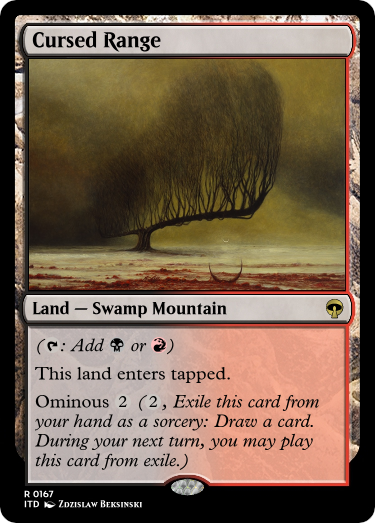 Cursed Range
Land — Swamp Mountain
(: Add or )
This land enters tapped.
Ominous 2 (2, Exile this card from
your hand as a sorcery: Draw a card.
During your next turn, you may play
this card from exile.)
R 0167
ITD Zdzislaw Beksinski